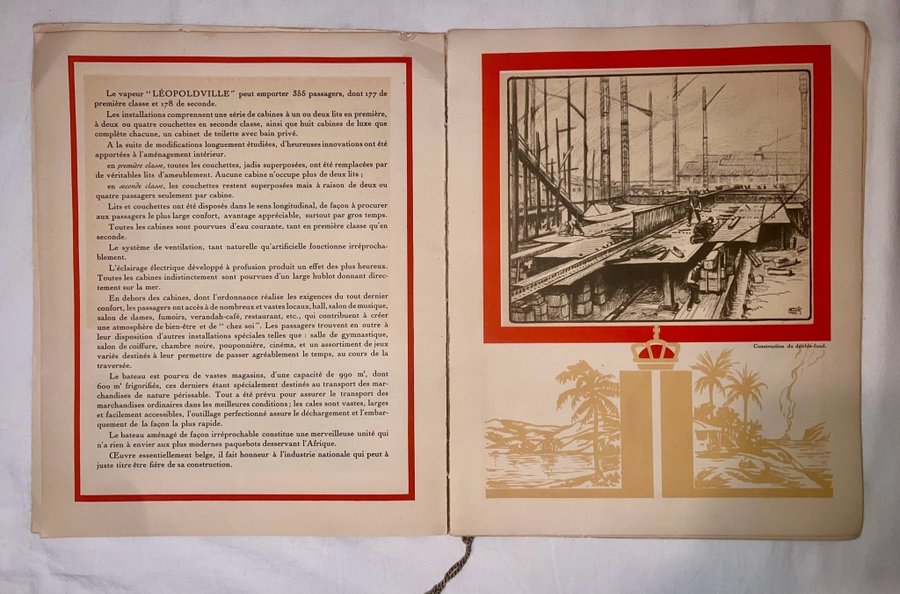 Le vapeur "LÉOPOLDVILLE" peut emporter 355 passagers, dont 177 de
première classe et 178 de seconde.
Les installations comprennent une série de cabines à un ou deux lits en première,
à deux ou quatre couchettes en seconde classe, ainsi que huit cabines de luxe que
complète chacune, un cabinet de toilette avec bain privé.
A la suite de modifications longuement étudiées, d'heureuses innovations ont été
apportées à l'aménagement intérieur.
en première classe, toutes les couchettes, jadis superposées, ont été remplacées par
de véritables lits d'ameublement. Aucune cabine n'occupe plus de deux lits ;
en seconde classe, les couchettes restent superposées mais à raison de deux ou
quatre passagers seulement par cabine.
Lits et couchettes ont été disposés dans le sens longitudinal, de façon à procurer
aux passagers le plus large confort, avantage appréciable, surtout par gros temps.
Toutes les cabines sont pourvues d'eau courante, tant en première classe qu'en
seconde.
Le système de ventilation, tant naturelle qu'artificielle fonctionne irréprocha-
blement.
L'éclairage électrique développé à profusion produit un effet des plus heureux.
Toutes les cabines indistinctement sont pourvues d'un large hublot donnant direc-
tement sur la mer.
En dehors des cabines, dont l'ordonnance réalise les exigences du tout dernier
confort, les passagers ont accès à de nombreux et vastes locaux, hall, salon de musique,
salon de dames, fumoirs, verandah-café, restaurant, etc., qui contribuent à créer
une atmosphère de bien-être et de " chez soi". Les passagers trouvent en outre à
leur disposition d'autres installations spéciales telles que : salle de gymnastique,
salon de coiffure, chambre noire, pouponnière, cinéma, et un assortiment de jeux
variés destinés à leur permettre de passer agréablement le temps, au cours de la
traversée.
Le bateau est pourvu de vastes magasins, d'une capacité de 990 m³, dont
600 m³ frigorifiés, ces derniers étant spécialement destinés au transport des mar-
chandises de nature périssable. Tout a été prévu pour assurer le transport des
marchandises ordinaires dans les meilleures conditions ; les cales sont vastes, larges
et facilement accessibles, l'outillage perfectionné assure le déchargement et l'embar-
quement de la façon la plus rapide.
Le bateau aménagé de façon irréprochable constitue une merveilleuse unité qui
n'a rien à envier aux plus modernes paquebots desservant l'Afrique.
Œuvre essentiellement belge, il fait honneur à l'industrie nationale qui peut à
juste titre être fière de sa construction.
Construction du double-fond.